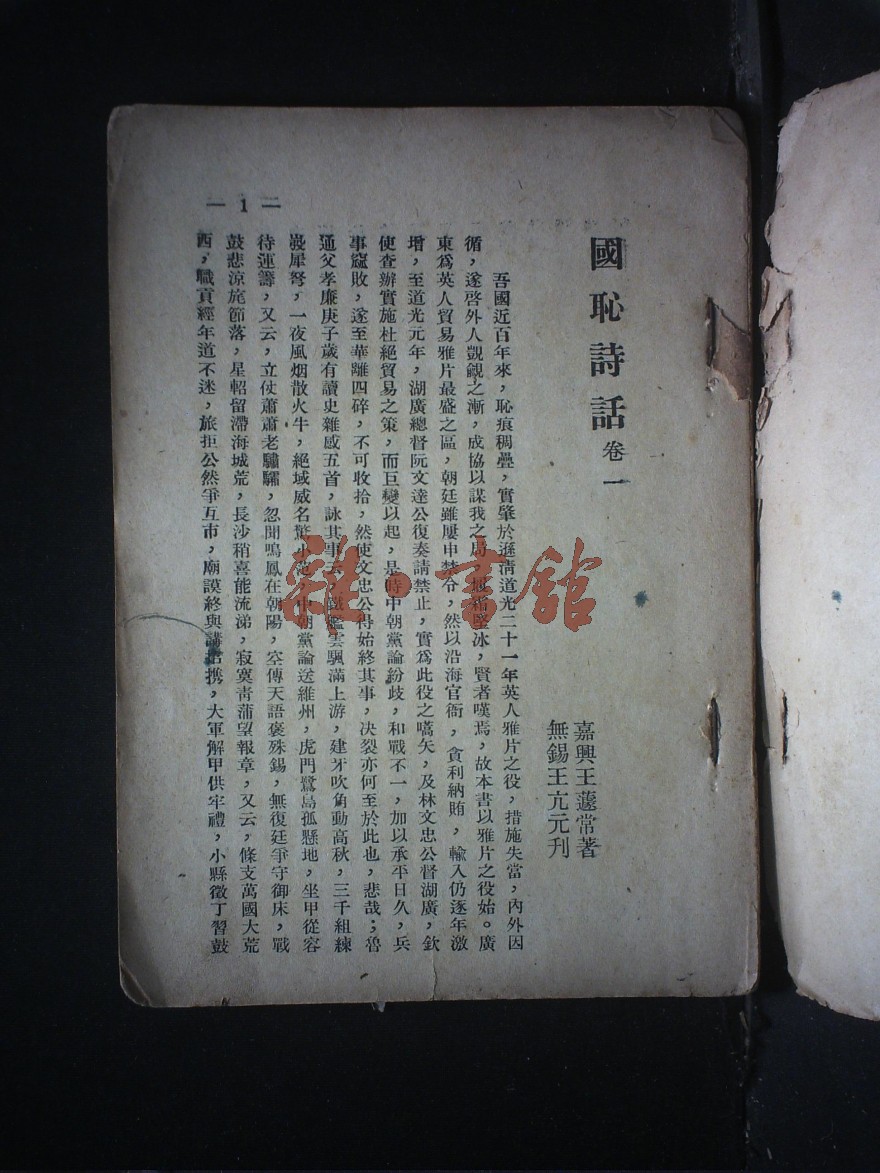 國恥詩話 卷一
嘉興王蘧常著
無錫王亢元刊
吾國近百年來，恥痕稠疊，實肇於遜清道光二十一年英人雅片之役，措施失當，內外因
循，遂啓外人覬覦之漸，成協以謀我之局，履霜堅冰，賢者嘆焉，故本書以雅片之役始。廣
東爲英人貿易雅片最盛之區，朝廷雖屢申禁令，然以沿海官衙，貪利納賄，輸入仍逐年激
增，至道光元年，湖廣總督阮文達公復奏請禁止，實爲此役之嚆矢，及林文忠公督湖廣，欽
使查辦實施杜絕貿易之策，而巨變以起，是時中朝黨論紛歧，和戰不一，加以承平日久，兵
事窳敗，遂至華離四碎，不可收拾，然使文忠公得始終其事，决裂亦何至於此也，悲哉；魯
通父孝廉庚子歲有讀史雜感五首，詠其事云，鐵艦雲颿滿上游，建牙吹角動高秋，三千組練
發犀弩，一夜風烟散火牛，絕域威名驚小范，中朝黨論送維州，虎門鷺島孤懸地，坐甲從容
待運籌，又云，立仗蕭蕭老驌驦，忽聞鳴鳳在朝陽，空傳天語褒殊錫，無復廷爭守御床，戰
鼓悲涼旄節落，星軺留滯海城荒，長沙稍喜能流涕，寂寞青蒲望報章，又云，條支萬國大荒
西，職貢經年道不迷，旅拒公然爭互市，廟謨終與講招携，大軍解甲供牢禮，小縣徵丁習鼓
— 1 —
雜·書館